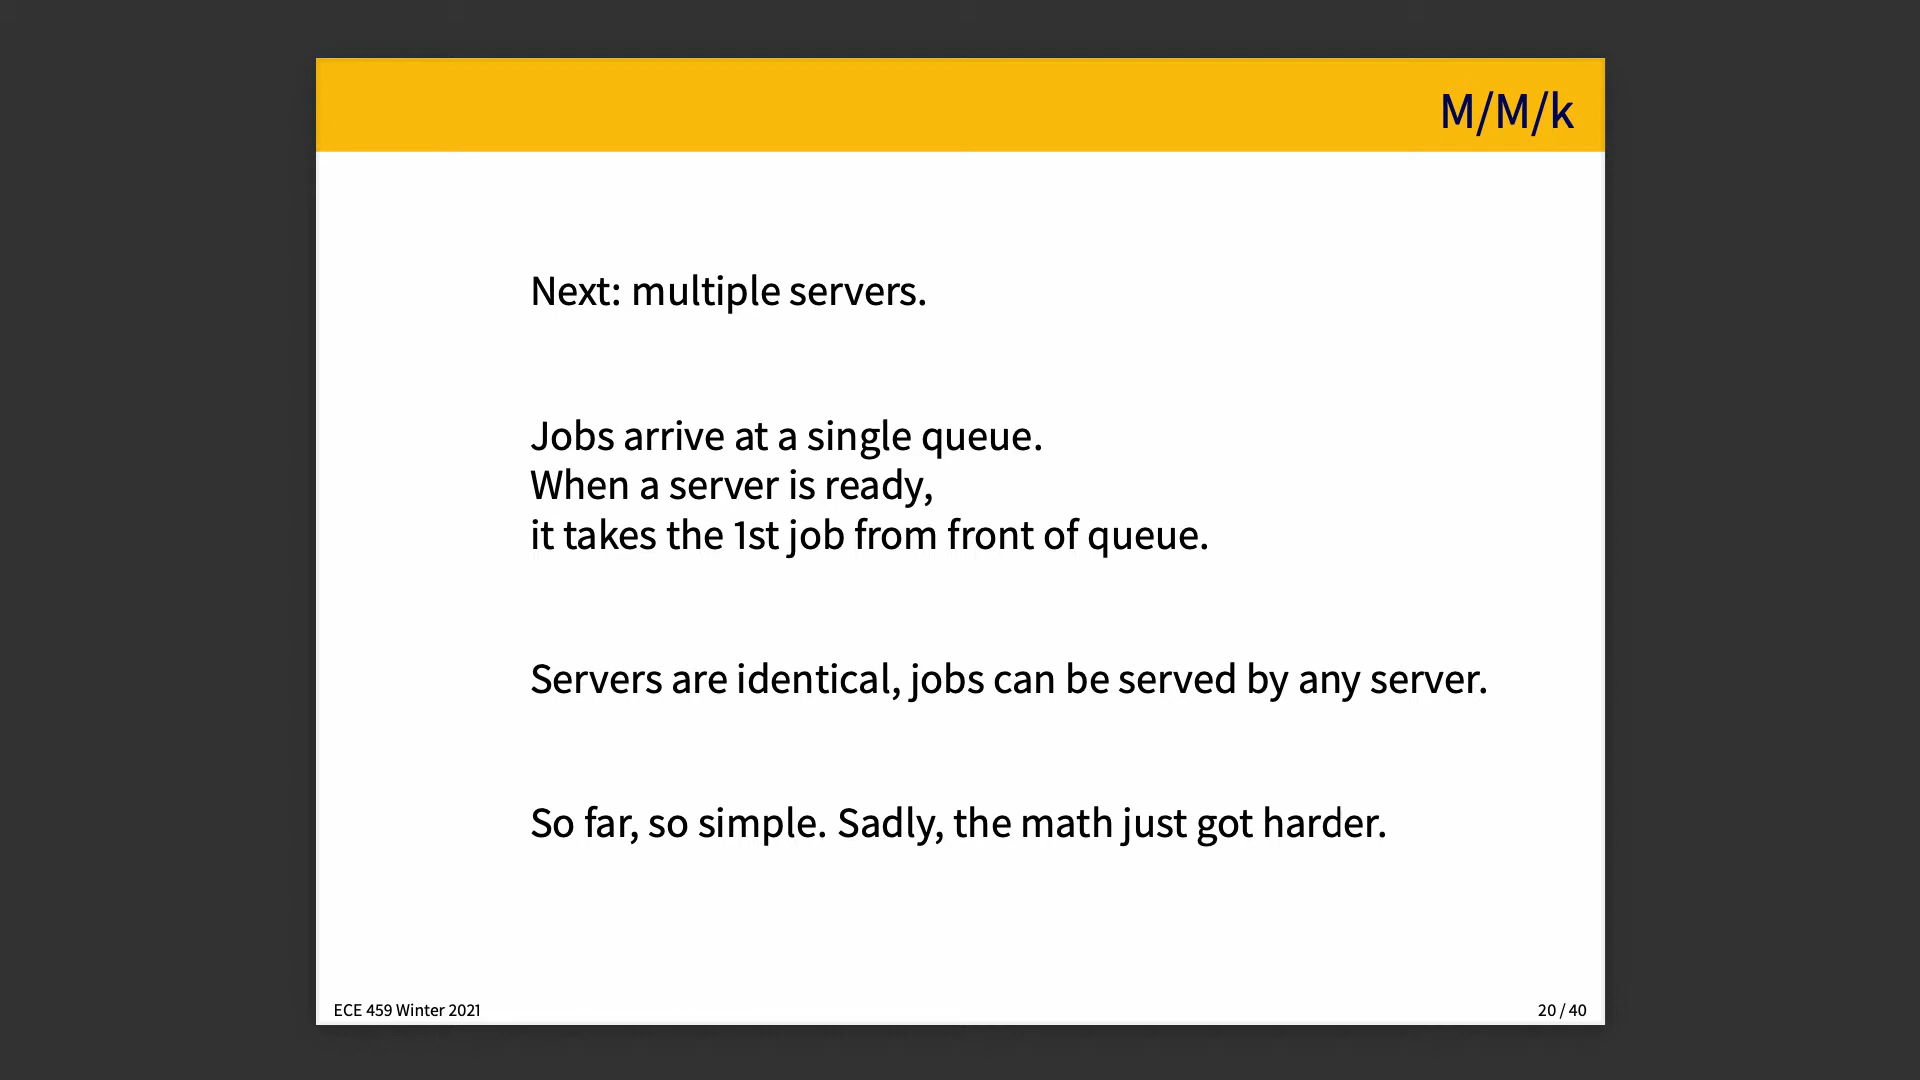 M/M/k
Next: multiple servers.
Jobs arrive at a single queue.
When a server is ready,
it takes the 1st job from front of queue.
Servers are identical, jobs can be served by any server.
So far, so simple. Sadly, the math just got harder.
ECE 459 Winter 2021
20 / 40